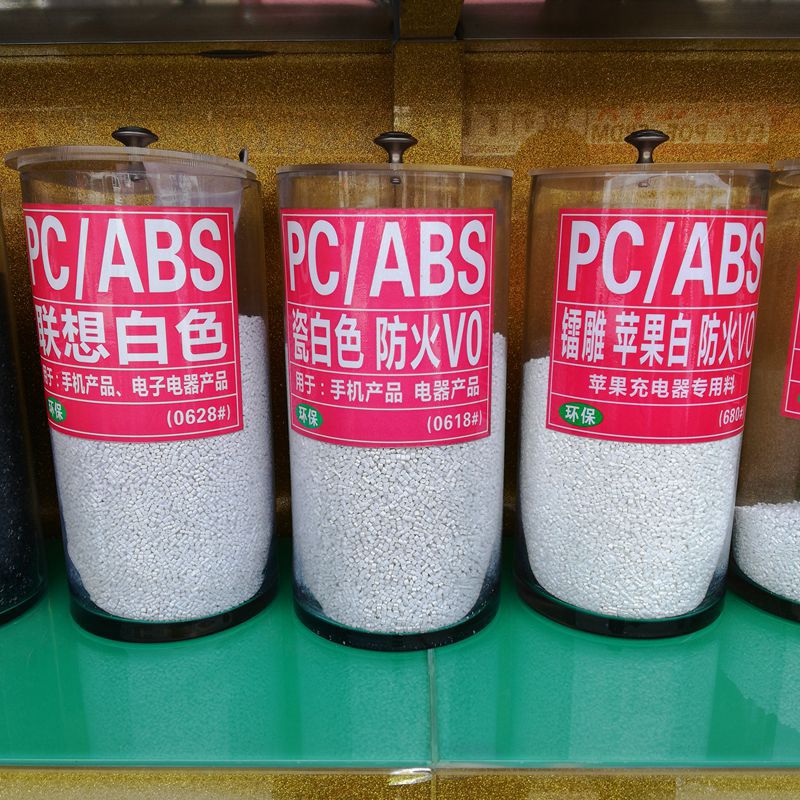 PC/ABS
联想白色
用于：手机产品、电子电器产品
环保
(0628#)
PC/ABS
瓷白色 防火V0
用于：手机产品 电器产品
环保
(0618#)
PC/ABS
镭雕 苹果白 防火V0
苹果充电器专用料
环保
(680#